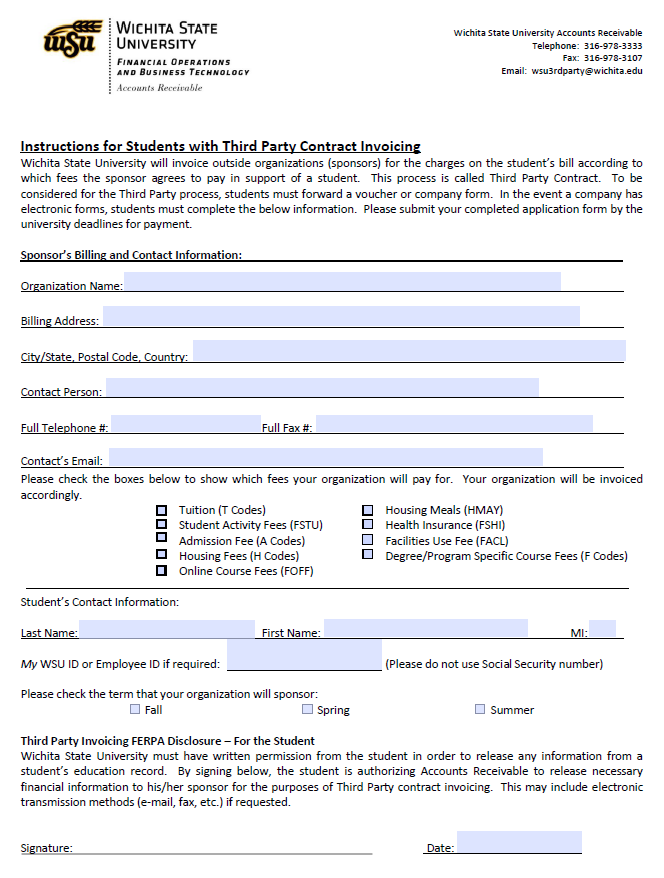 wsu
WICHITA STATE
UNIVERSITY
FINANCIAL OPERATIONS
AND BUSINESS TECHNOLOGY
Accounts Receivable
Wichita State University Accounts Receivable
Telephone: 316-978-3333
Fax: 316-978-3107
Email: wsu3rdparty@wichita.edu
Instructions for Students with Third Party Contract Invoicing
Wichita State University will invoice outside organizations (sponsors) for the charges on the student's bill according to
which fees the sponsor agrees to pay in support of a student. This process is called Third Party Contract. To be
considered for the Third Party process, students must forward a voucher or company form. In the event a company has
electronic forms, students must complete the below information. Please submit your completed application form by the
university deadlines for payment.
Sponsor's Billing and Contact Information:
Organization Name:
Billing Address:
City/State, Postal Code, Country:
Contact Person:
Full Telephone #: Full Fax #:
Contact's Email:
Please check the boxes below to show which fees your organization will pay for. Your organization will be invoiced
accordingly.
Tuition (T Codes) Housing Meals (HMAY)
Student Activity Fees (FSTU) Health Insurance (FSHI)
Admission Fee (A Codes) Facilities Use Fee (FACL)
Housing Fees (H Codes) Degree/Program Specific Course Fees (F Codes)
Online Course Fees (FOFF)
Student's Contact Information:
Last Name: First Name: MI:
My WSU ID or Employee ID if required: (Please do not use Social Security number)
Please check the term that your organization will sponsor:
Fall Spring Summer
Third Party Invoicing FERPA Disclosure – For the Student
Wichita State University must have written permission from the student in order to release any information from a
student's education record. By signing below, the student is authorizing Accounts Receivable to release necessary
financial information to his/her sponsor for the purposes of Third Party contract invoicing. This may include electronic
transmission methods (e-mail, fax, etc.) if requested.
Signature: Date: